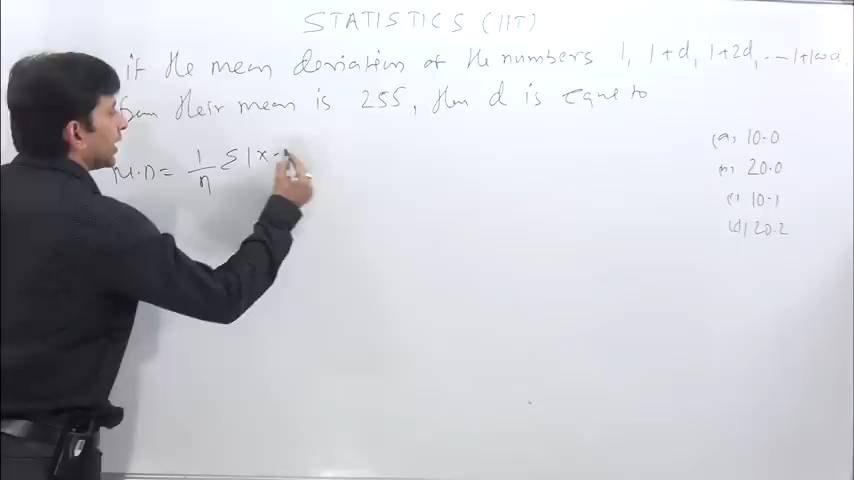 STATISTICS (IIT)
if the mean deviation of the numbers 1, 1+d, 1+2d, ... 1+100d,
from their mean is 255, then d is equal to
(a) 10.0
(b) 20.0
(c) 10.1
(d) 20.2
M.D = 1/n Σ|x-